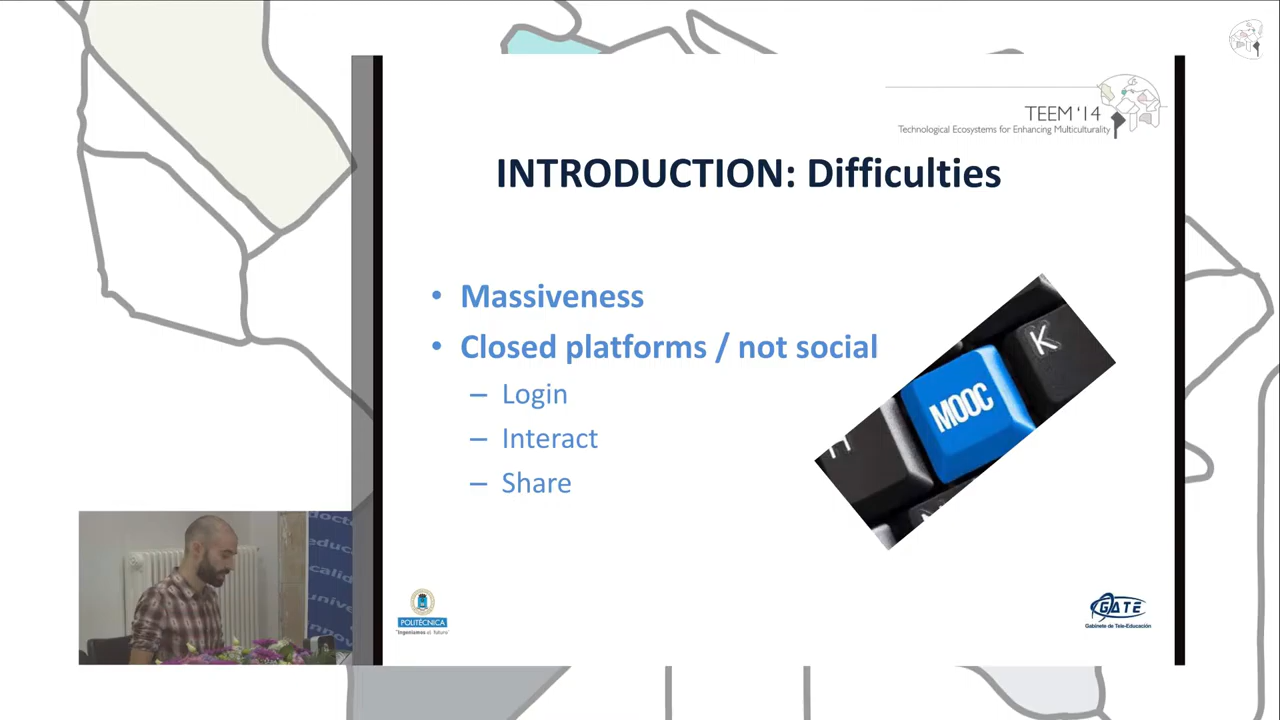 TEEM '14
Technological Ecosystems for Enhancing Multiculturality
INTRODUCTION: Difficulties
• Massiveness
• Closed platforms / not social
– Login
– Interact
– Share
K
MOOC
POLITÉCNICA
"Ingeniamos el futuro"
GATE
Gabinete de Tele-Educación